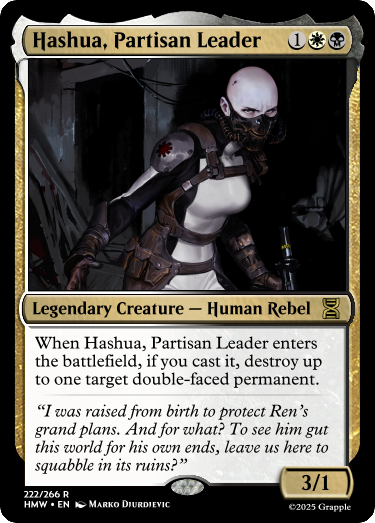 Hashua, Partisan Leader 1
Legendary Creature — Human Rebel
When Hashua, Partisan Leader enters
the battlefield, if you cast it, destroy up
to one target double-faced permanent.
“I was raised from birth to protect Ren’s
grand plans. And for what? To see him gut
this world for his own ends, leave us here to
squabble in its ruins?”
3/1
222/266 R
HMW • EN Marko Djurdjevic
©2025 Grapple